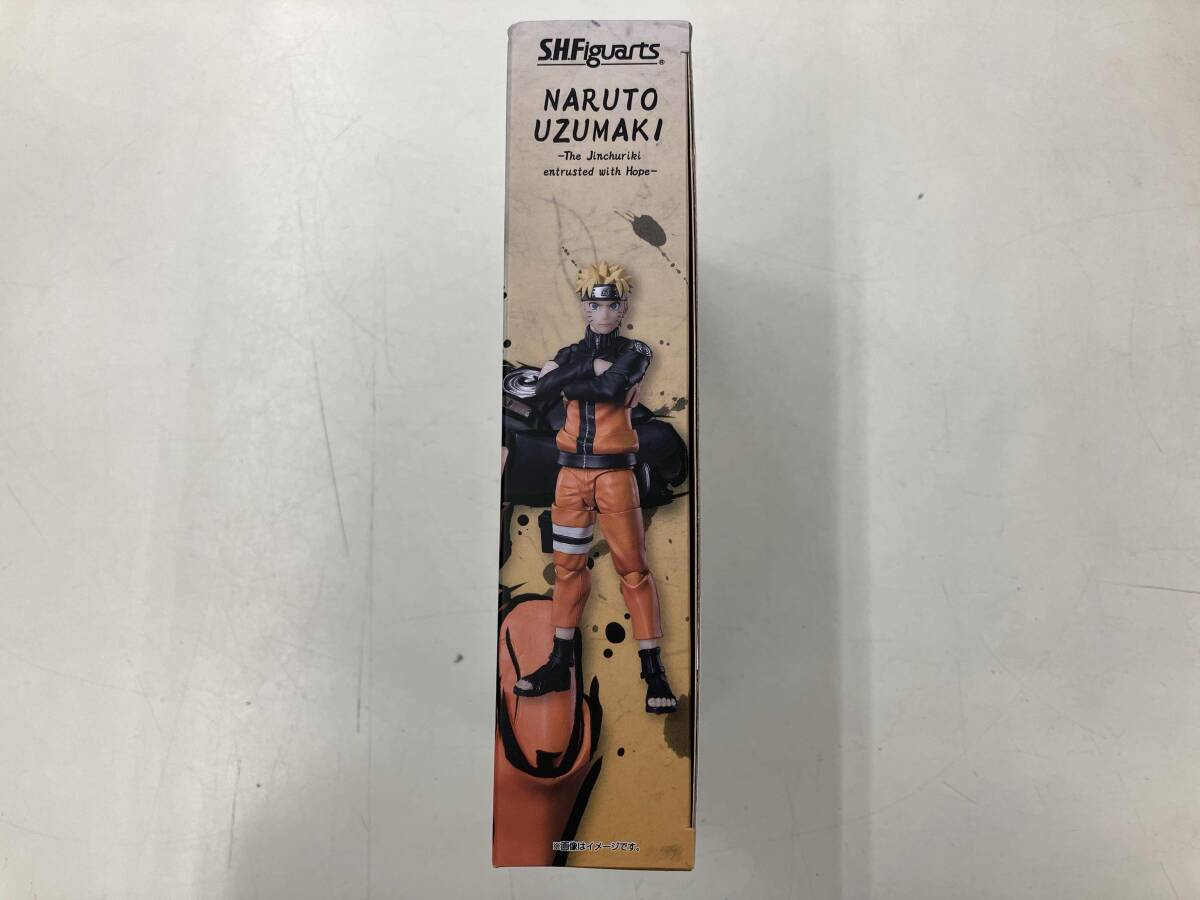 S.H.Figuarts®
NARUTO
UZUMAKI
-The Jinchuriki
entrusted with Hope-
※画像はイメージです。